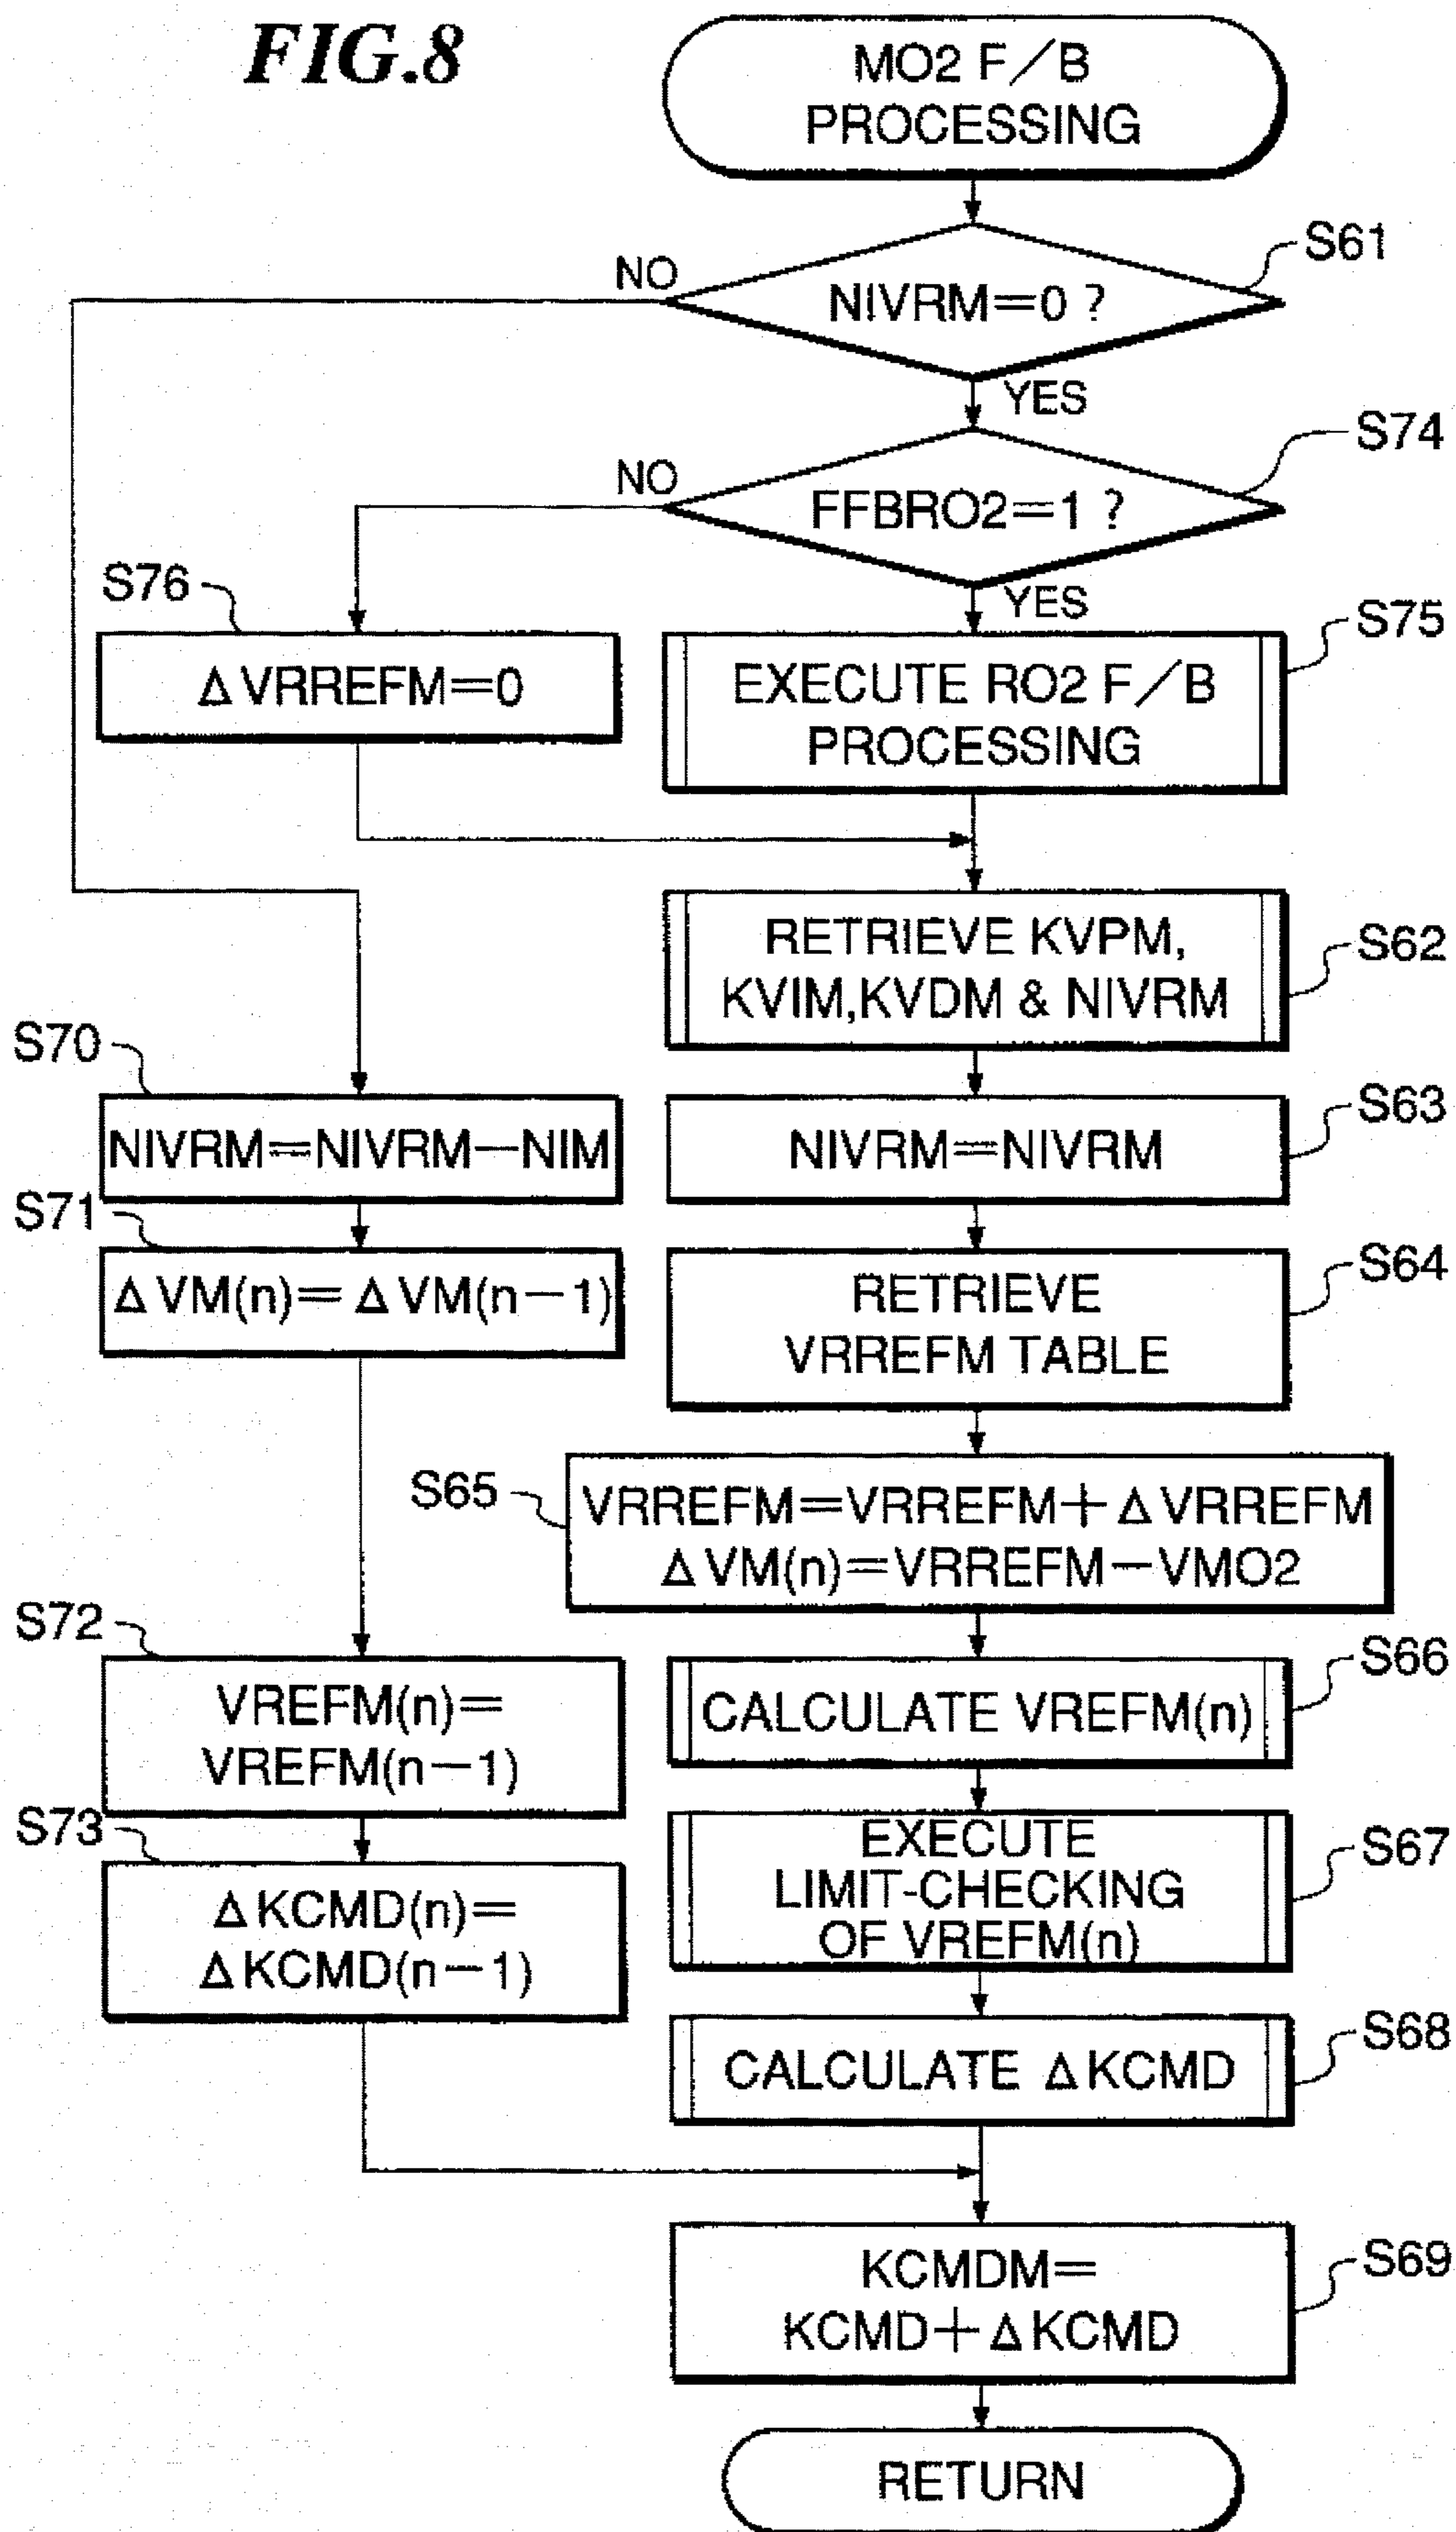 FIG.8
MO2 F/B
PROCESSING
S61
NO
NIVRM=0 ?
YES
S74
NO
FFBRO2=1 ?
YES
S76
ΔVRREFM=0
S75
EXECUTE RO2 F/B
PROCESSING
S62
RETRIEVE KVPM,
KVIM,KVDM & NIVRM
S70
NIVRM=NIVRM−NIM
S63
NIVRM=NIVRM
S71
ΔVM(n)=ΔVM(n−1)
S64
RETRIEVE
VRREFM TABLE
S65
VRREFM=VRREFM+ΔVRREFM
ΔVM(n)=VRREFM−VMO2
S72
VREFM(n)=
VREFM(n−1)
S66
CALCULATE VREFM(n)
S73
ΔKCMD(n)=
ΔKCMD(n−1)
S67
EXECUTE
LIMIT-CHECKING
OF VREFM(n)
S68
CALCULATE ΔKCMD
S69
KCMDM=
KCMD+ΔKCMD
RETURN